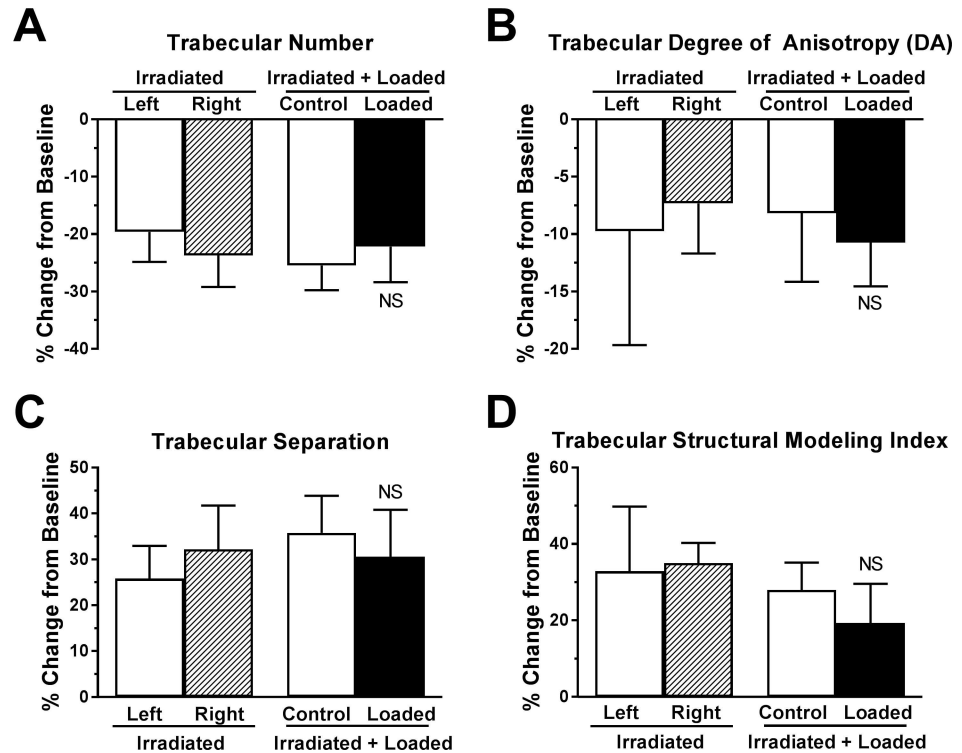 A
Trabecular Number
Irradiated Irradiated + Loaded
Left Right Control Loaded
0
-10
-20
-30
-40
% Change from Baseline
NS
B
Trabecular Degree of Anisotropy (DA)
Irradiated Irradiated + Loaded
Left Right Control Loaded
0
-5
-10
-15
-20
% Change from Baseline
NS
C
Trabecular Separation
50
40
30
20
10
0
% Change from Baseline
NS
Left Right Control Loaded
Irradiated Irradiated + Loaded
D
Trabecular Structural Modeling Index
60
40
20
0
% Change from Baseline
NS
Left Right Control Loaded
Irradiated Irradiated + Loaded